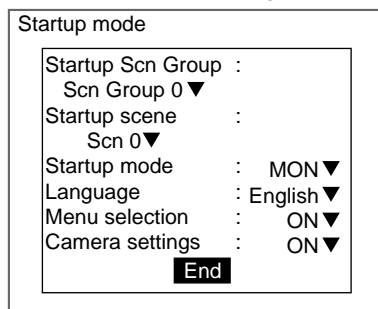 Startup mode
Startup Scn Group :
Scn Group 0▼
Startup scene :
Scn 0▼
Startup mode : MON▼
Language : English▼
Menu selection : ON▼
Camera settings : ON▼
End